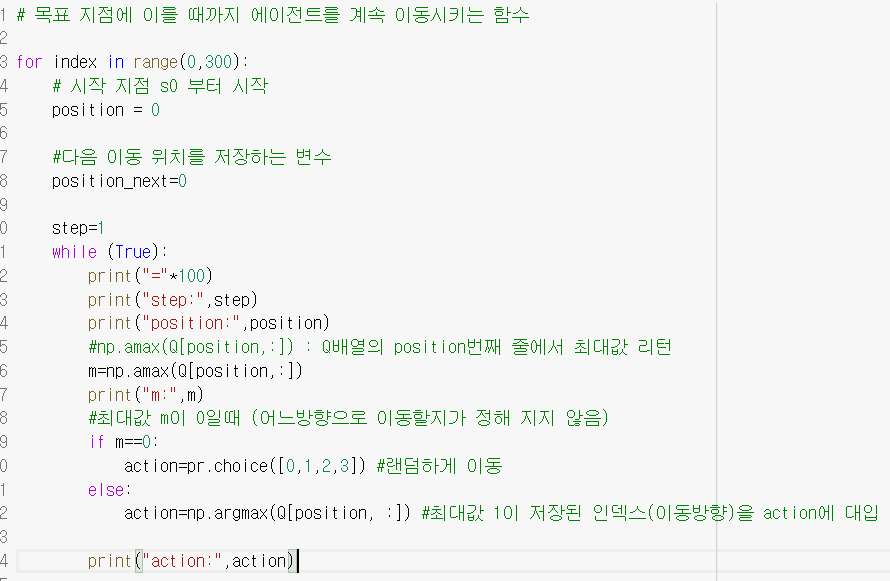 1 # 목표 지점에 이를 때까지 에이전트를 계속 이동시키는 함수
2
3 for index in range(0,300):
4     # 시작 지점 s0 부터 시작
5     position = 0
6
7     #다음 이동 위치를 저장하는 변수
8     position_next=0
9
0     step=1
1     while (True):
2         print("="*100)
3         print("step:",step)
4         print("position:",position)
5         #np.amax(Q[position,:]) : Q배열의 position번째 줄에서 최대값 리턴
6         m=np.amax(Q[position,:])
7         print("m:",m)
8         #최대값 m이 0일때 (어느방향으로 이동할지가 정해 지지 않음)
9         if m==0:
0             action=pr.choice([0,1,2,3]) #랜덤하게 이동
1         else:
2             action=np.argmax(Q[position, :]) #최대값 1이 저장된 인덱스(이동방향)을 action에 대입
3
4         print("action:",action)